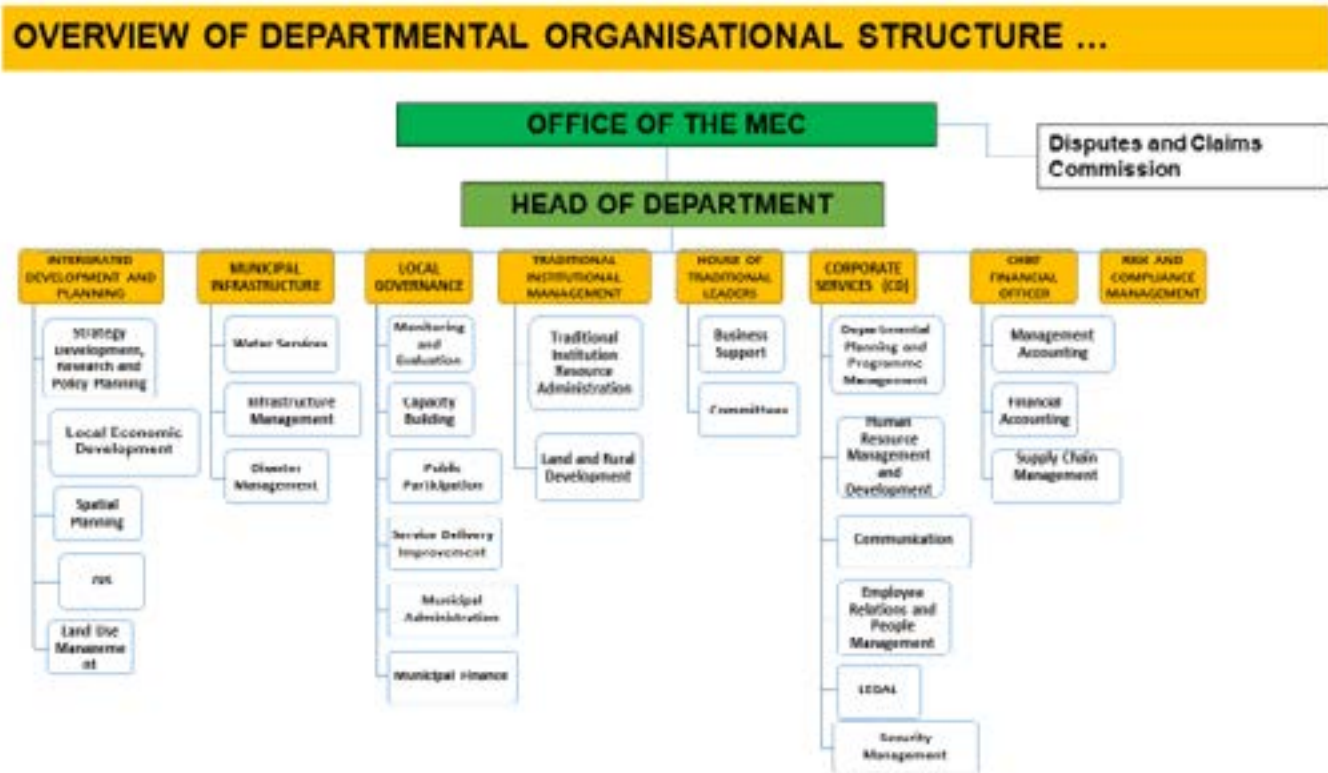 OVERVIEW OF DEPARTMENTAL ORGANISATIONAL STRUCTURE ...
OFFICE OF THE MEC
Disputes and Claims
Commission
HEAD OF DEPARTMENT
INTERGRATED
DEVELOPMENT AND
PLANNING
Strategy
Development,
Research and
Policy Planning
Local Economic
Development
Spatial
Planning
Land Use
Manageme
nt
MUNICIPAL
INFRASTRUCTURE
Water Services
Infrastructure
Management
Disaster
Management
LOCAL
GOVERNANCE
Monitoring
and
Evaluation
Capacity
Building
Public
Participation
Service Delivery
Improvement
Municipal
Administration
Municipal Finance
TRADITIONAL
INSTITUTIONAL
MANAGEMENT
Traditional
Institution
Resource
Administration
Land and Rural
Development
HOUSE OF
TRADITIONAL
LEADERS
Business
Support
Committees
CORPORATE
SERVICES (CD)
Departmental
Planning and
Programme
Management
Human
Resource
Management
and
Development
Communication
Employee
Relations and
People
Management
LEGAL
Security
Management
CHIEF
FINANCIAL
OFFICER
Management
Accounting
Financial
Accounting
Supply Chain
Management
RISK AND
COMPLIANCE
MANAGEMENT